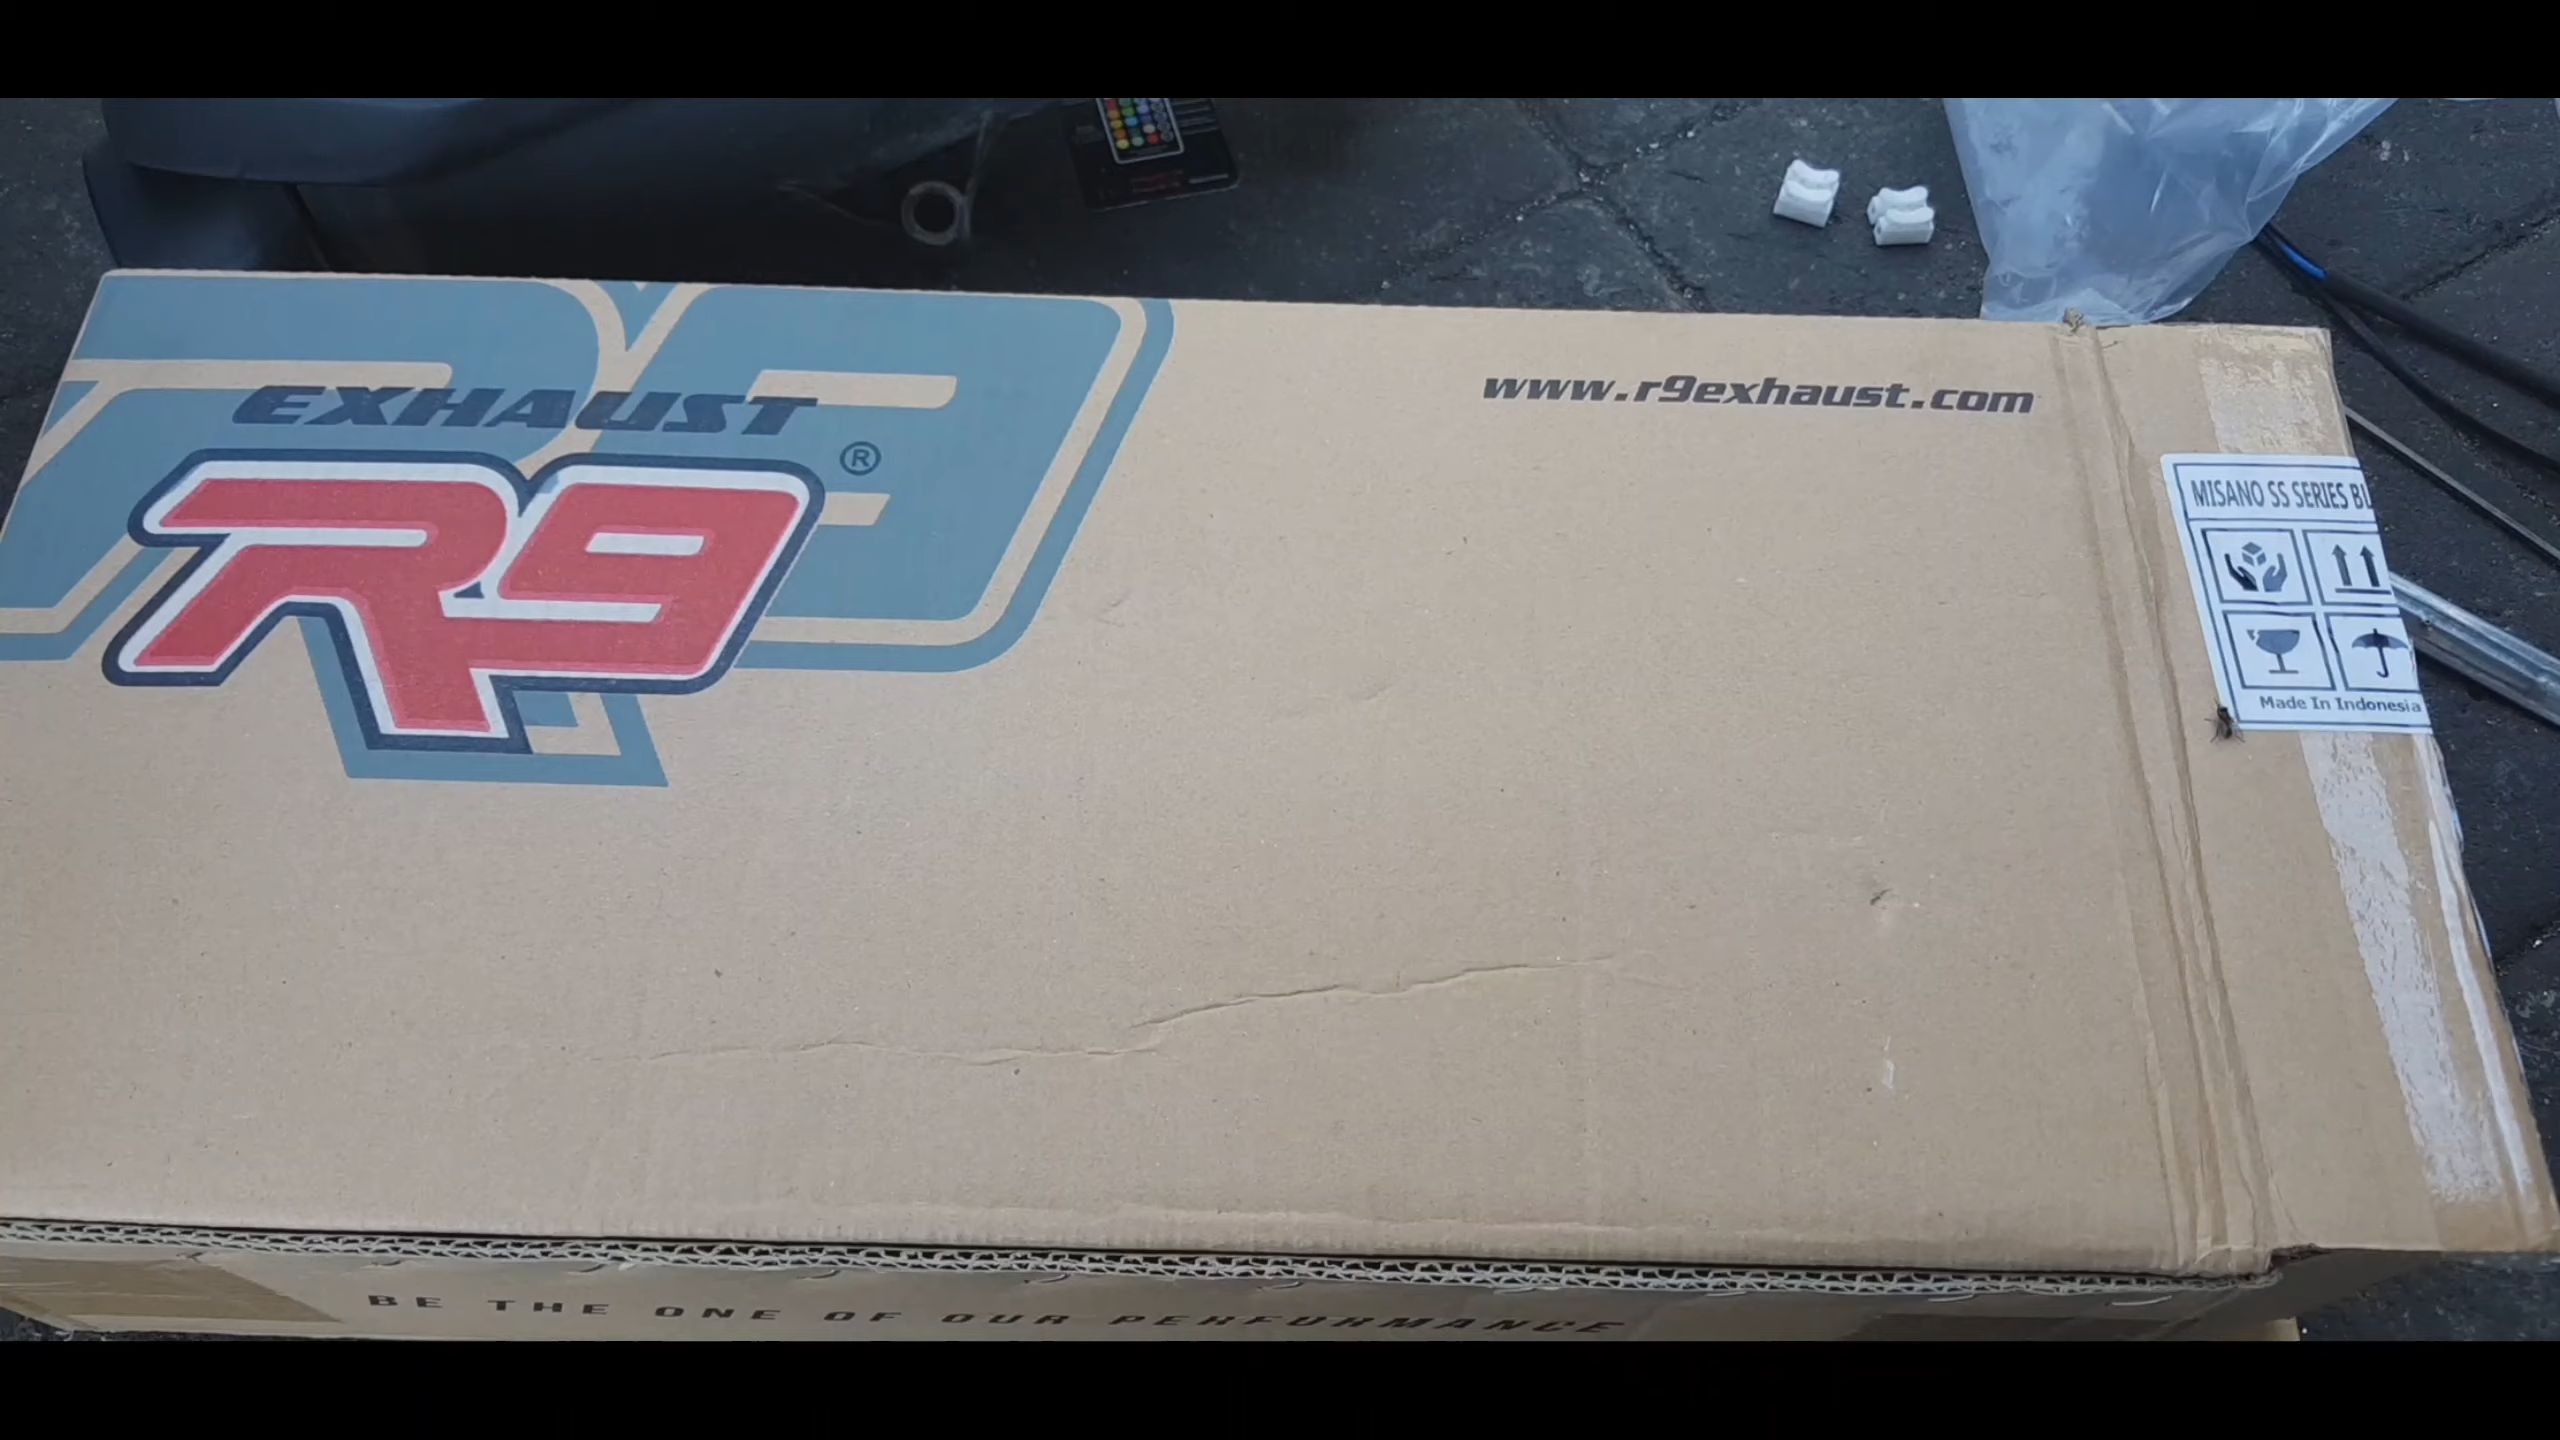 EXHAUST
R9
®
www.r9exhaust.com
MISANO SS SERIES
Made In Indonesia
BE THE ONE OF OUR PERFORMANCE